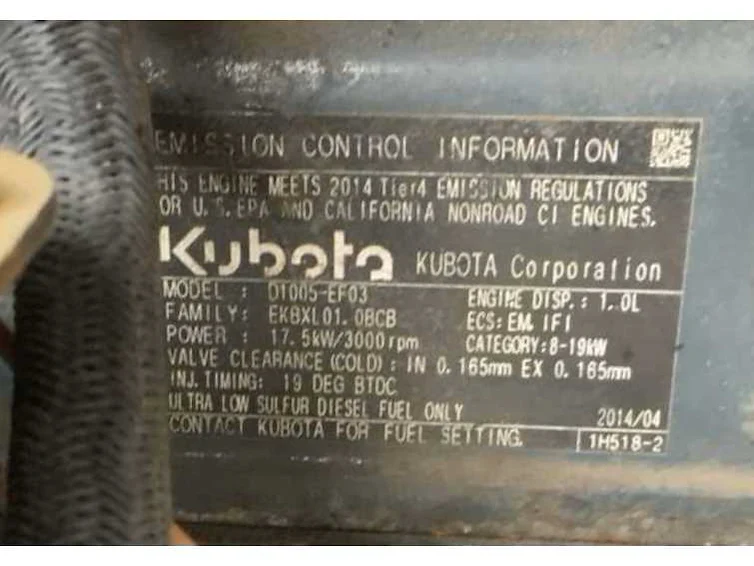 EMISSION CONTROL INFORMATION
HIS ENGINE MEETS 2014 Tier4 EMISSION REGULATIONS
OR U.S. EPA AND CALIFORNIA NONROAD CI ENGINES.
Kubota KUBOTA Corporation
MODEL : D1005-EF03 ENGINE DISP.: 1.0L
FAMILY: EKBXL01.0BCB ECS: EM, IFI
POWER : 17.5kW/3000rpm CATEGORY:8-19kW
VALVE CLEARANCE (COLD) : IN 0.165mm EX 0.165mm
INJ.TIMING: 19 DEG BTDC
ULTRA LOW SULFUR DIESEL FUEL ONLY 2014/04
CONTACT KUBOTA FOR FUEL SETTING. 1H518-2